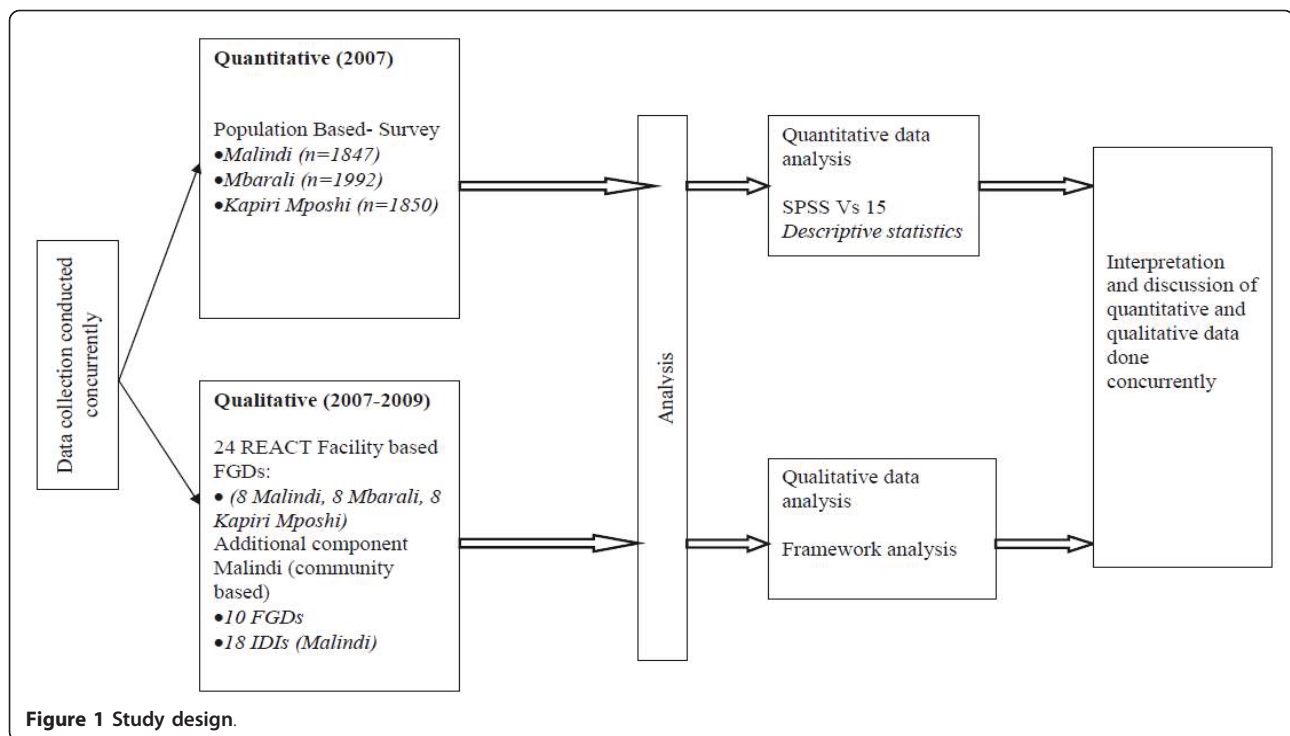 Data collection conducted
concurrently
Quantitative (2007)
Population Based- Survey
•Malindi (n=1847)
•Mbarali (n=1992)
•Kapiri Mposhi (n=1850)
Qualitative (2007-2009)
24 REACT Facility based
FGDs:
• (8 Malindi, 8 Mbarali, 8
Kapiri Mposhi)
Additional component
Malindi (community
based)
•10 FGDs
•18 IDIs (Malindi)
Analysis
Quantitative data
analysis
SPSS Vs 15
Descriptive statistics
Qualitative data
analysis
Framework analysis
Interpretation
and discussion of
quantitative and
qualitative data
done
concurrently
Figure 1 Study design.